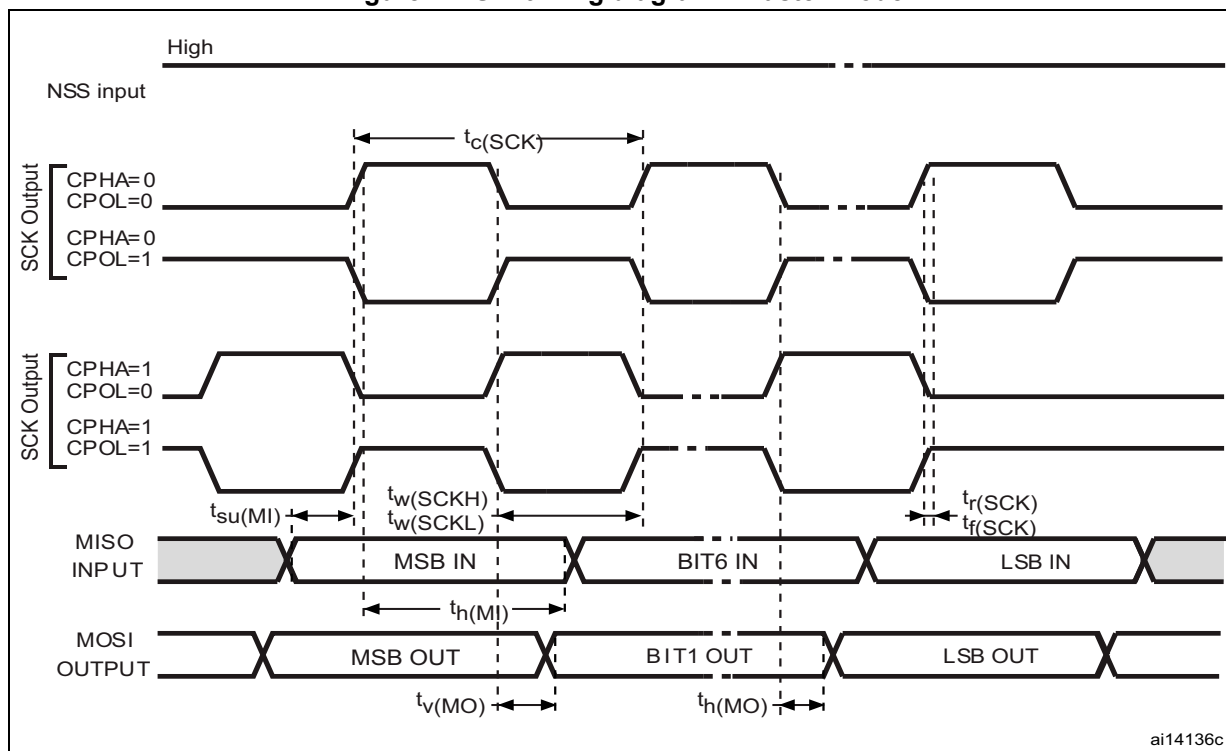 High
NSS input
tc(SCK)
SCK Output
CPHA=0
CPOL=0
CPHA=0
CPOL=1
SCK Output
CPHA=1
CPOL=0
CPHA=1
CPOL=1
tsu(MI)
tw(SCKH)
tw(SCKL)
tr(SCK)
tf(SCK)
MISO
INPUT
MSB IN
BIT6 IN
LSB IN
th(MI)
MOSI
OUTPUT
MSB OUT
BIT1 OUT
LSB OUT
tv(MO)
th(MO)
ai14136c